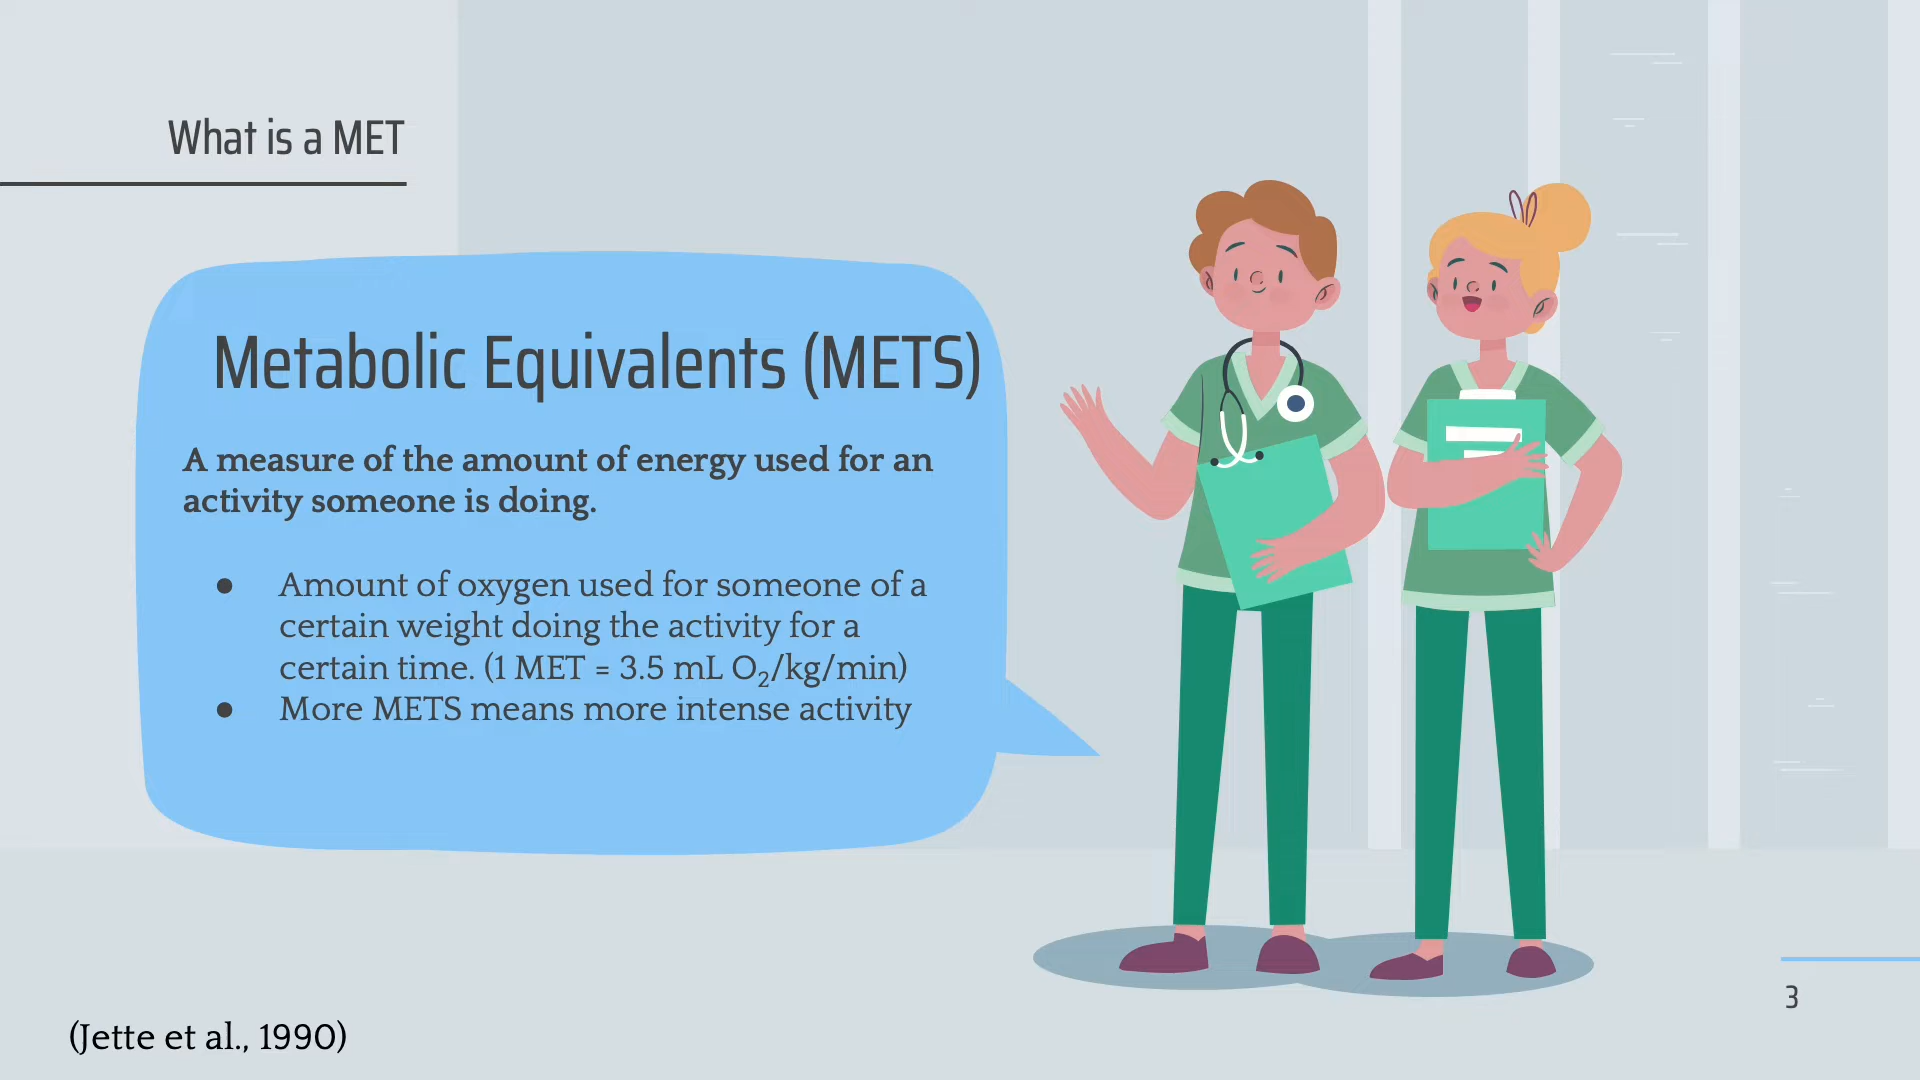 What is a MET
Metabolic Equivalents (METS)
A measure of the amount of energy used for an
activity someone is doing.
● Amount of oxygen used for someone of a
certain weight doing the activity for a
certain time. (1 MET = 3.5 mL O₂/kg/min)
● More METS means more intense activity
3
(Jette et al., 1990)